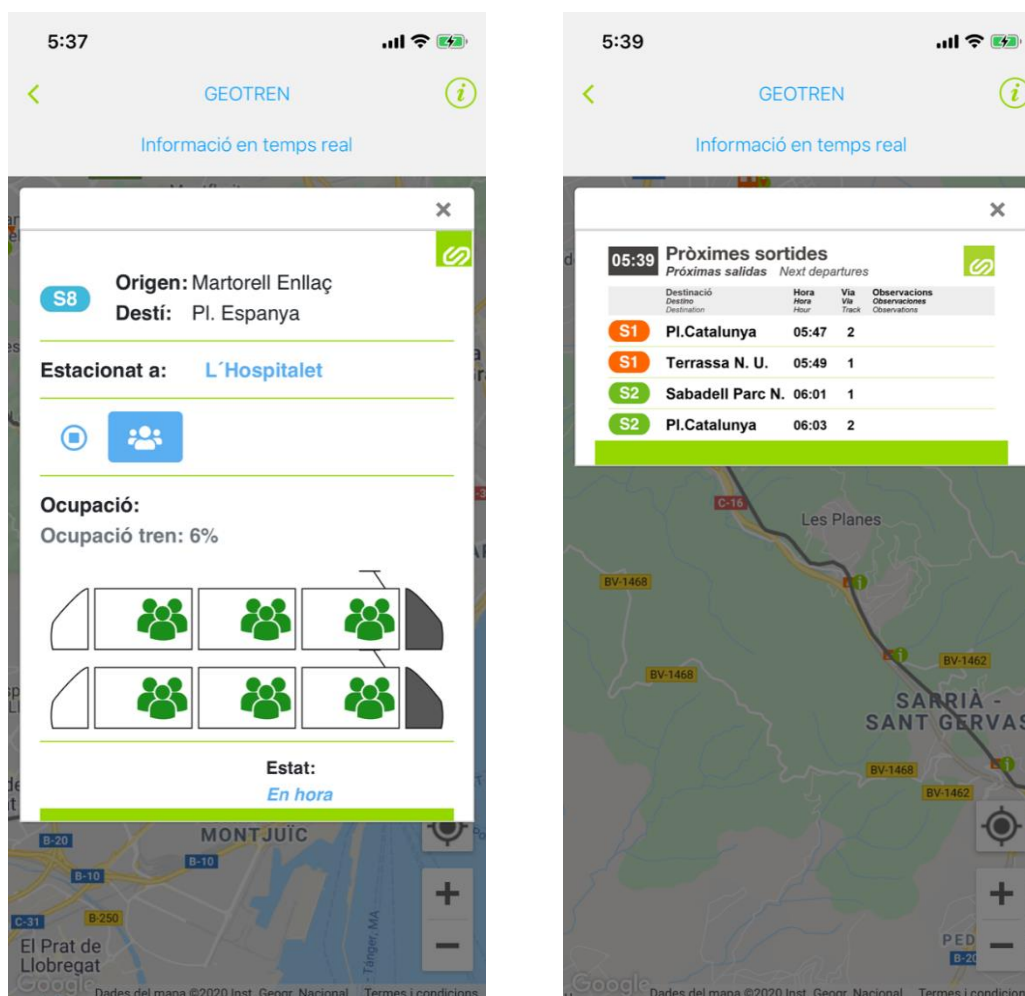 5:37
GEOTREN
Informació en temps real
×
S8
Origen: Martorell Enllaç
Destí: Pl. Espanya
Estacionat a: L´Hospitalet
Ocupació:
Ocupació tren: 6%
Estat:
En hora
MONTJUÏC
B-20
B-10
B-10
C-31
B-250
El Prat de
Llobregat
Tànger, MA
+
−
Google
Dades del mapa ©2020 Inst. Geogr. Nacional
Termes i condicions
5:39
GEOTREN
Informació en temps real
×
05:39 Pròximes sortides
Próximas salidas Next departures
Destinació Hora Via Observacions
Destino Hora Vía Observaciones
Destination Hour Track Observations
S1 Pl.Catalunya 05:47 2
S1 Terrassa N. U. 05:49 1
S2 Sabadell Parc N. 06:01 1
S2 Pl.Catalunya 06:03 2
C-16
Les Planes
BV-1468
BV-1462
BV-1468
SARRIÀ -
SANT GERVAS
BV-1468
BV-1462
+
PED
−
B-20
Google
Dades del mapa ©2020 Inst. Geogr. Nacional
Termes i condicion